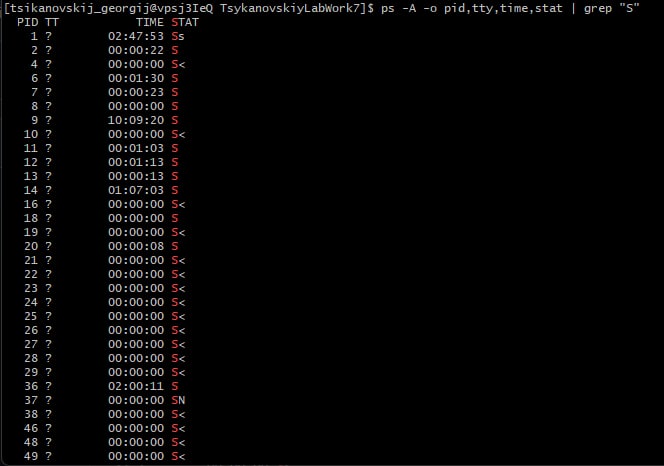 [tsikanovskij_georgij@vpsj3IeQ TsykanovskiyLabWork7]$ ps -A -o pid,tty,time,stat | grep "S"
PID TT TIME STAT
1 ? 02:47:53 Ss
2 ? 00:00:22 S
4 ? 00:00:00 S<
6 ? 00:01:30 S
7 ? 00:00:23 S
8 ? 00:00:00 S
9 ? 10:09:20 S
10 ? 00:00:00 S<
11 ? 00:01:03 S
12 ? 00:01:13 S
13 ? 00:00:13 S
14 ? 01:07:03 S
16 ? 00:00:00 S<
18 ? 00:00:00 S
19 ? 00:00:00 S<
20 ? 00:00:08 S
21 ? 00:00:00 S<
22 ? 00:00:00 S<
23 ? 00:00:00 S<
24 ? 00:00:00 S<
25 ? 00:00:00 S<
26 ? 00:00:00 S<
27 ? 00:00:00 S<
28 ? 00:00:00 S<
29 ? 00:00:00 S<
36 ? 02:00:11 S
37 ? 00:00:00 SN
38 ? 00:00:00 S<
46 ? 00:00:00 S<
48 ? 00:00:00 S<
49 ? 00:00:00 S<